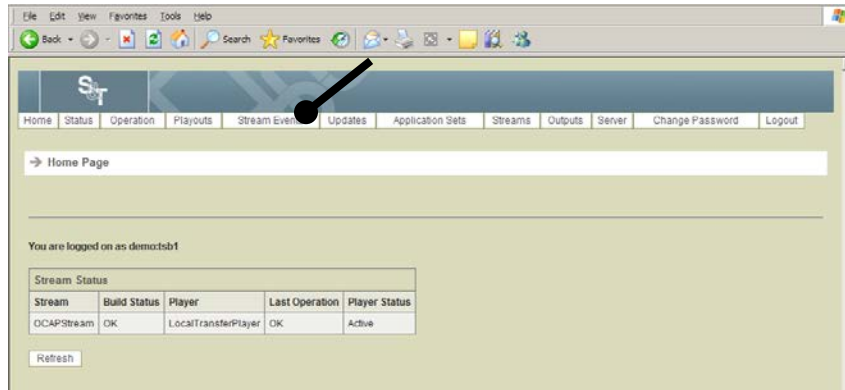 File Edit View Favorites Tools Help
Back Search Favorites
S&T
Home Status Operation Playouts Stream Updates Application Sets Streams Outputs Server Change Password Logout
Home Page
You are logged on as demo:tsb1
Stream Status
Stream Build Status Player Last Operation Player Status
OCAPStream OK LocalTransferPlayer OK Active
Refresh